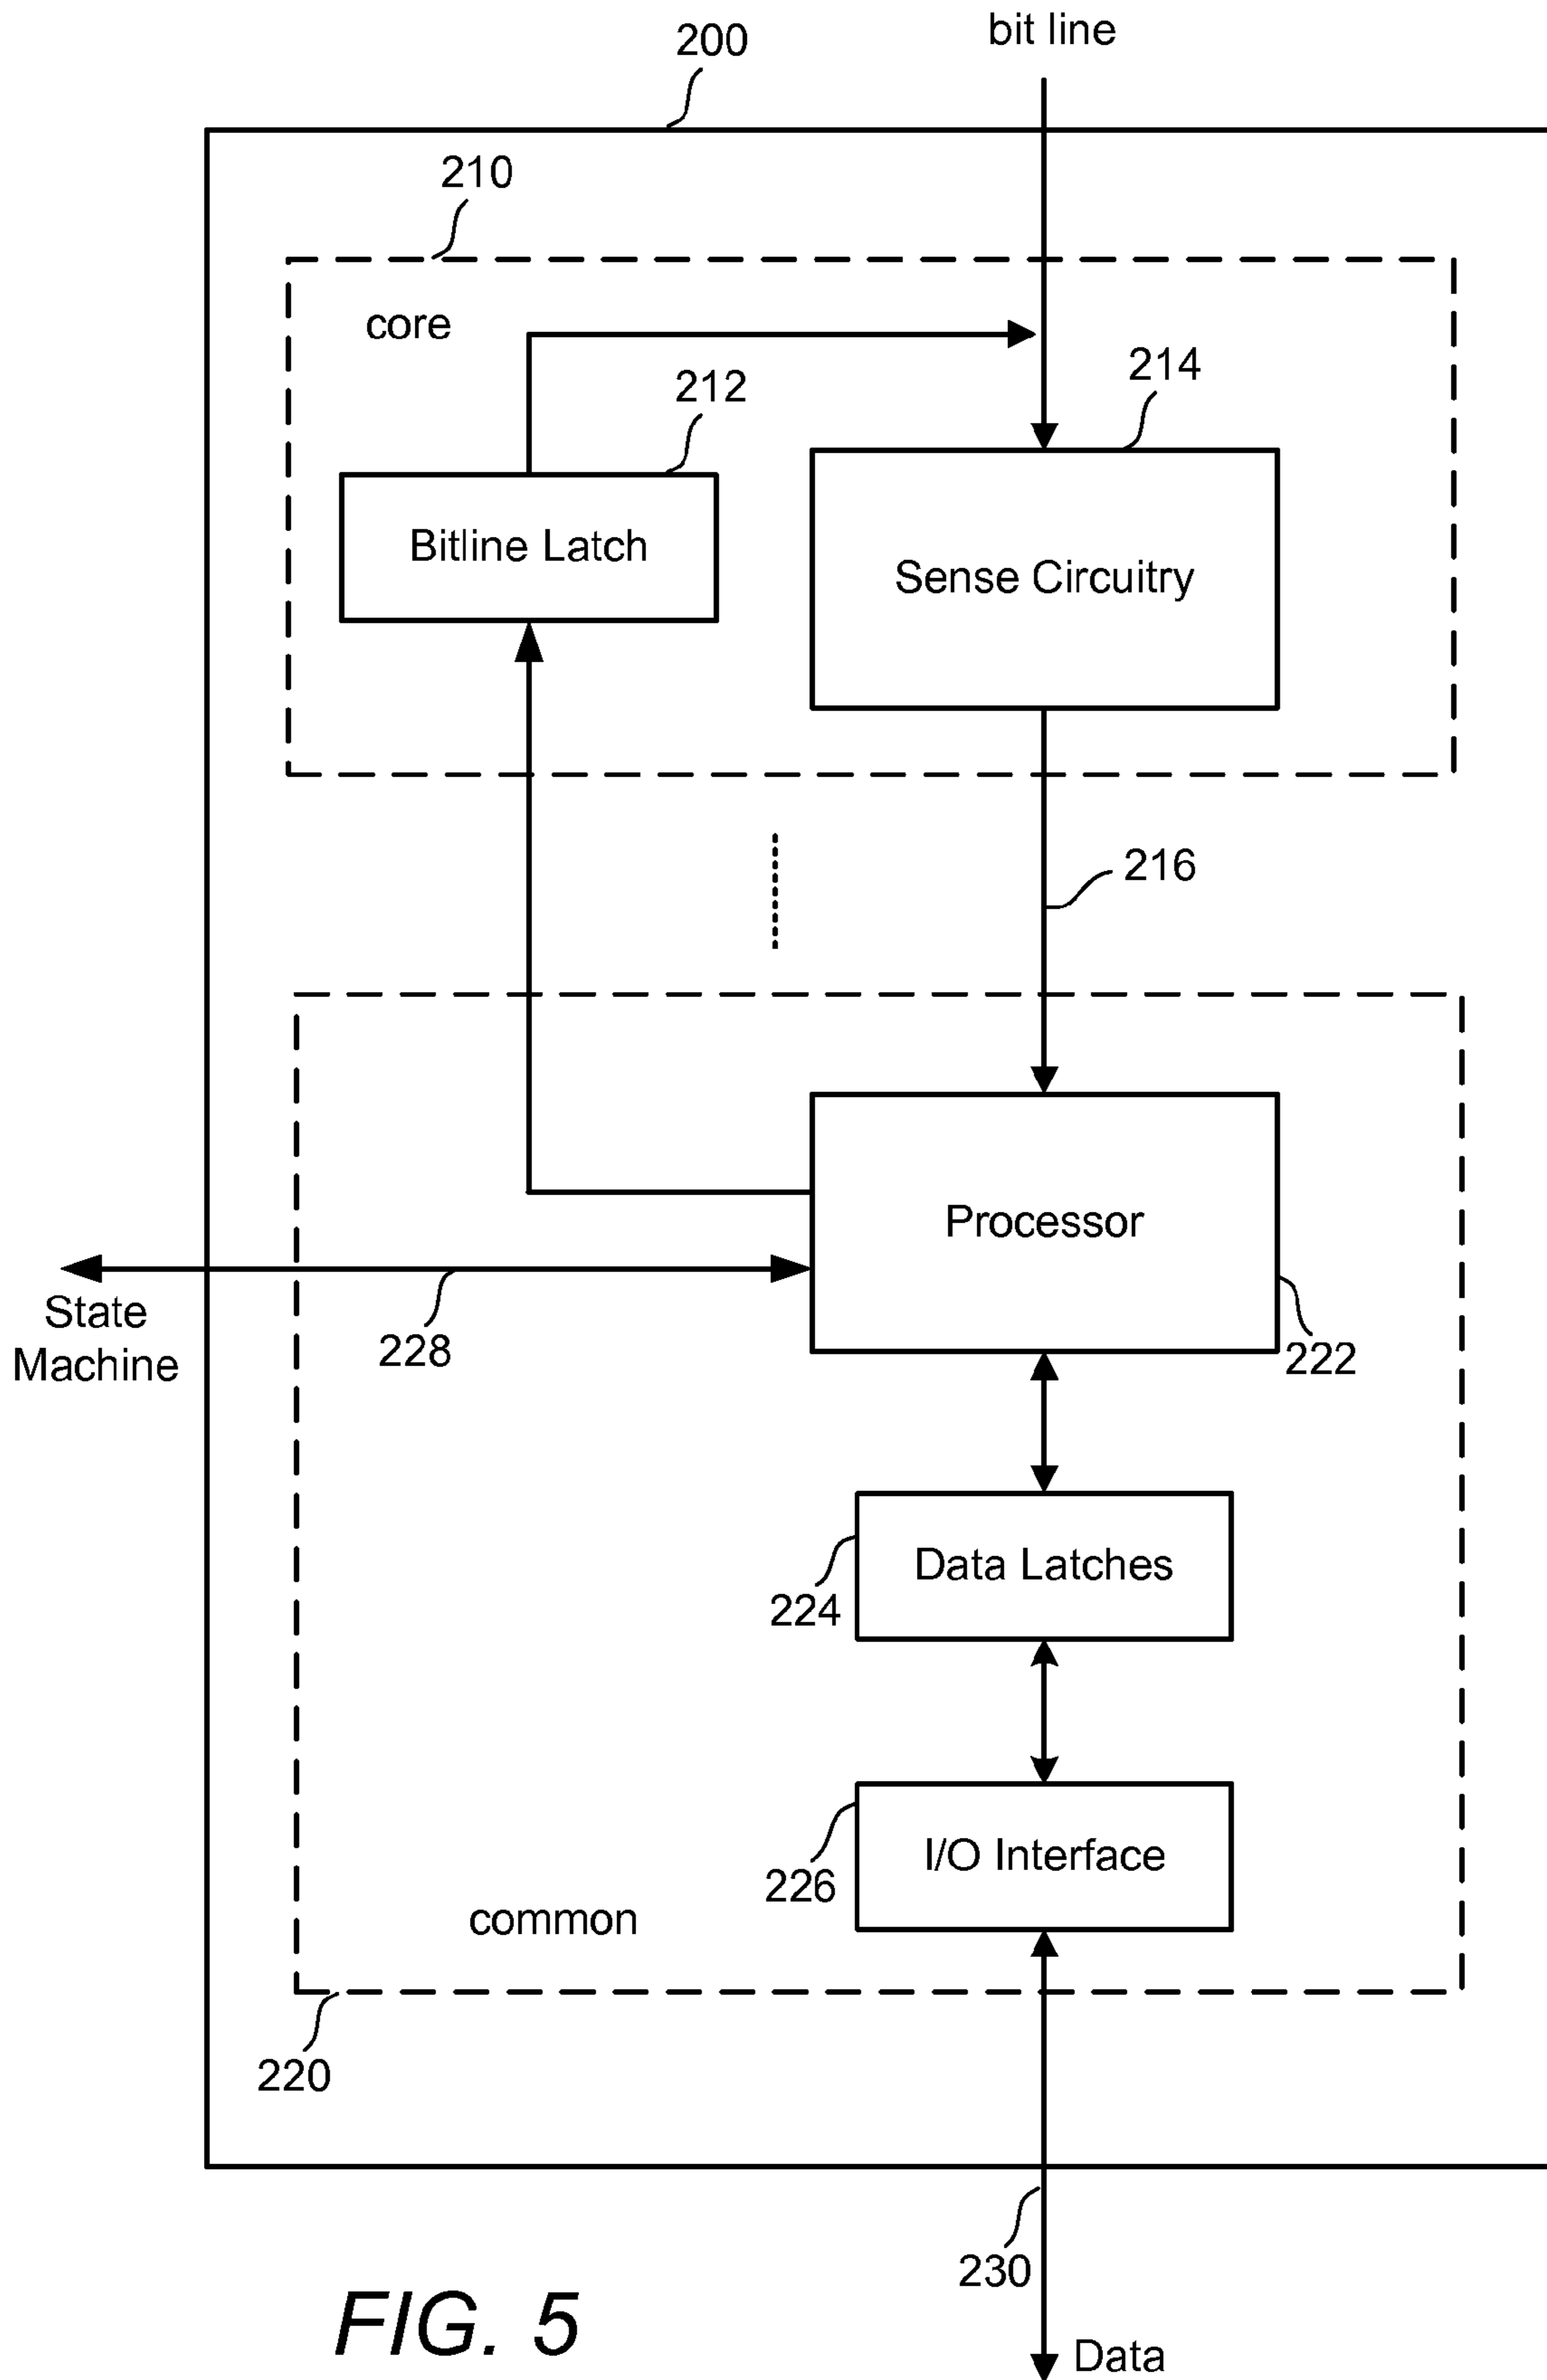 200
bit line
210
core
212
214
Bitline Latch
Sense Circuitry
216
Processor
State
Machine
228
222
Data Latches
224
I/O Interface
226
common
220
230
FIG. 5
Data